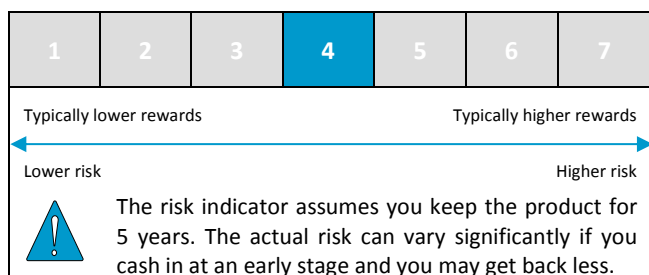 1 2 3 4 5 6 7
Typically lower rewards Typically higher rewards
Lower risk Higher risk
The risk indicator assumes you keep the product for
5 years. The actual risk can vary significantly if you
cash in at an early stage and you may get back less.